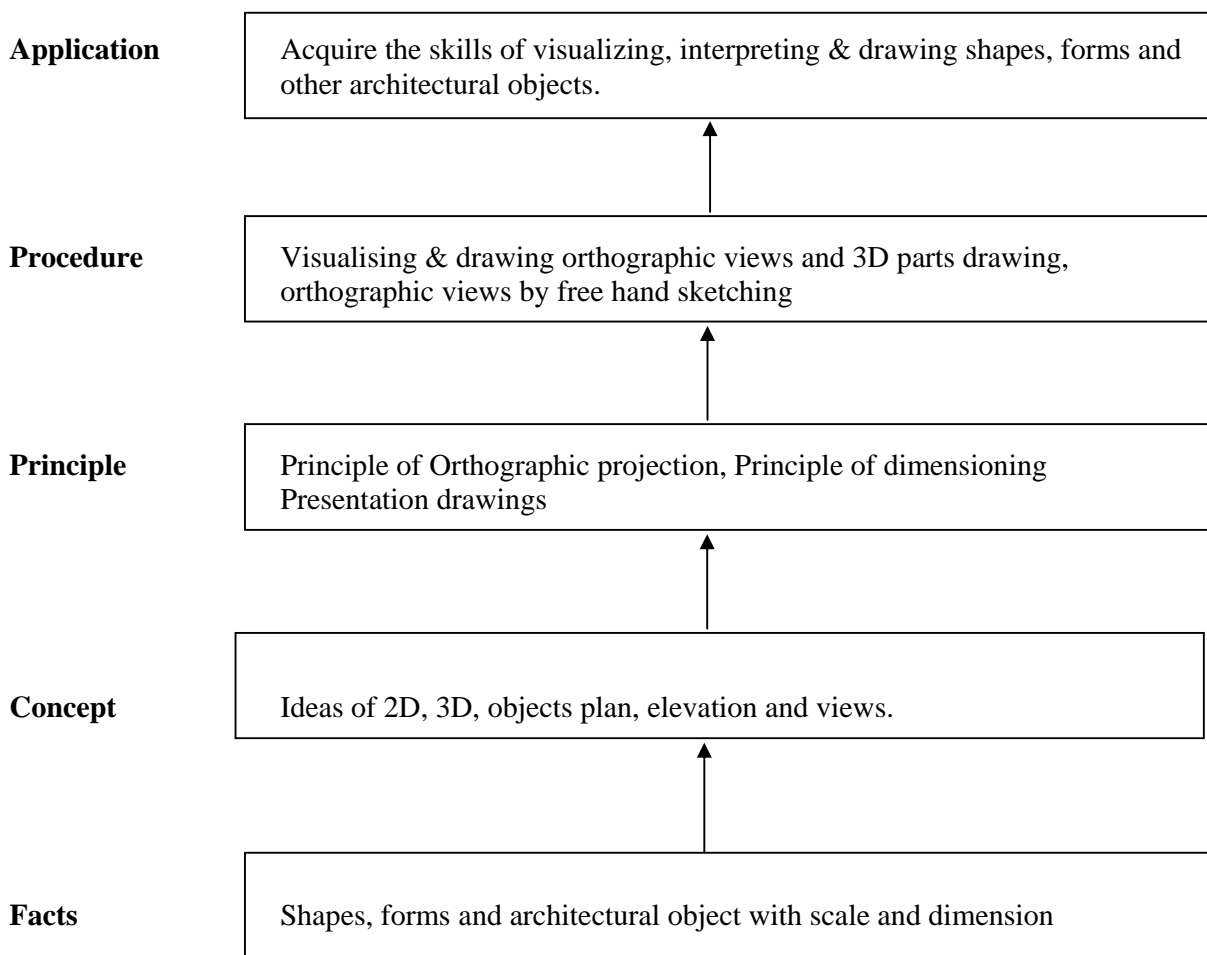 Application
Acquire the skills of visualizing, interpreting & drawing shapes, forms and
other architectural objects.
Procedure
Visualising & drawing orthographic views and 3D parts drawing,
orthographic views by free hand sketching
Principle
Principle of Orthographic projection, Principle of dimensioning
Presentation drawings
Concept
Ideas of 2D, 3D, objects plan, elevation and views.
Facts
Shapes, forms and architectural object with scale and dimension